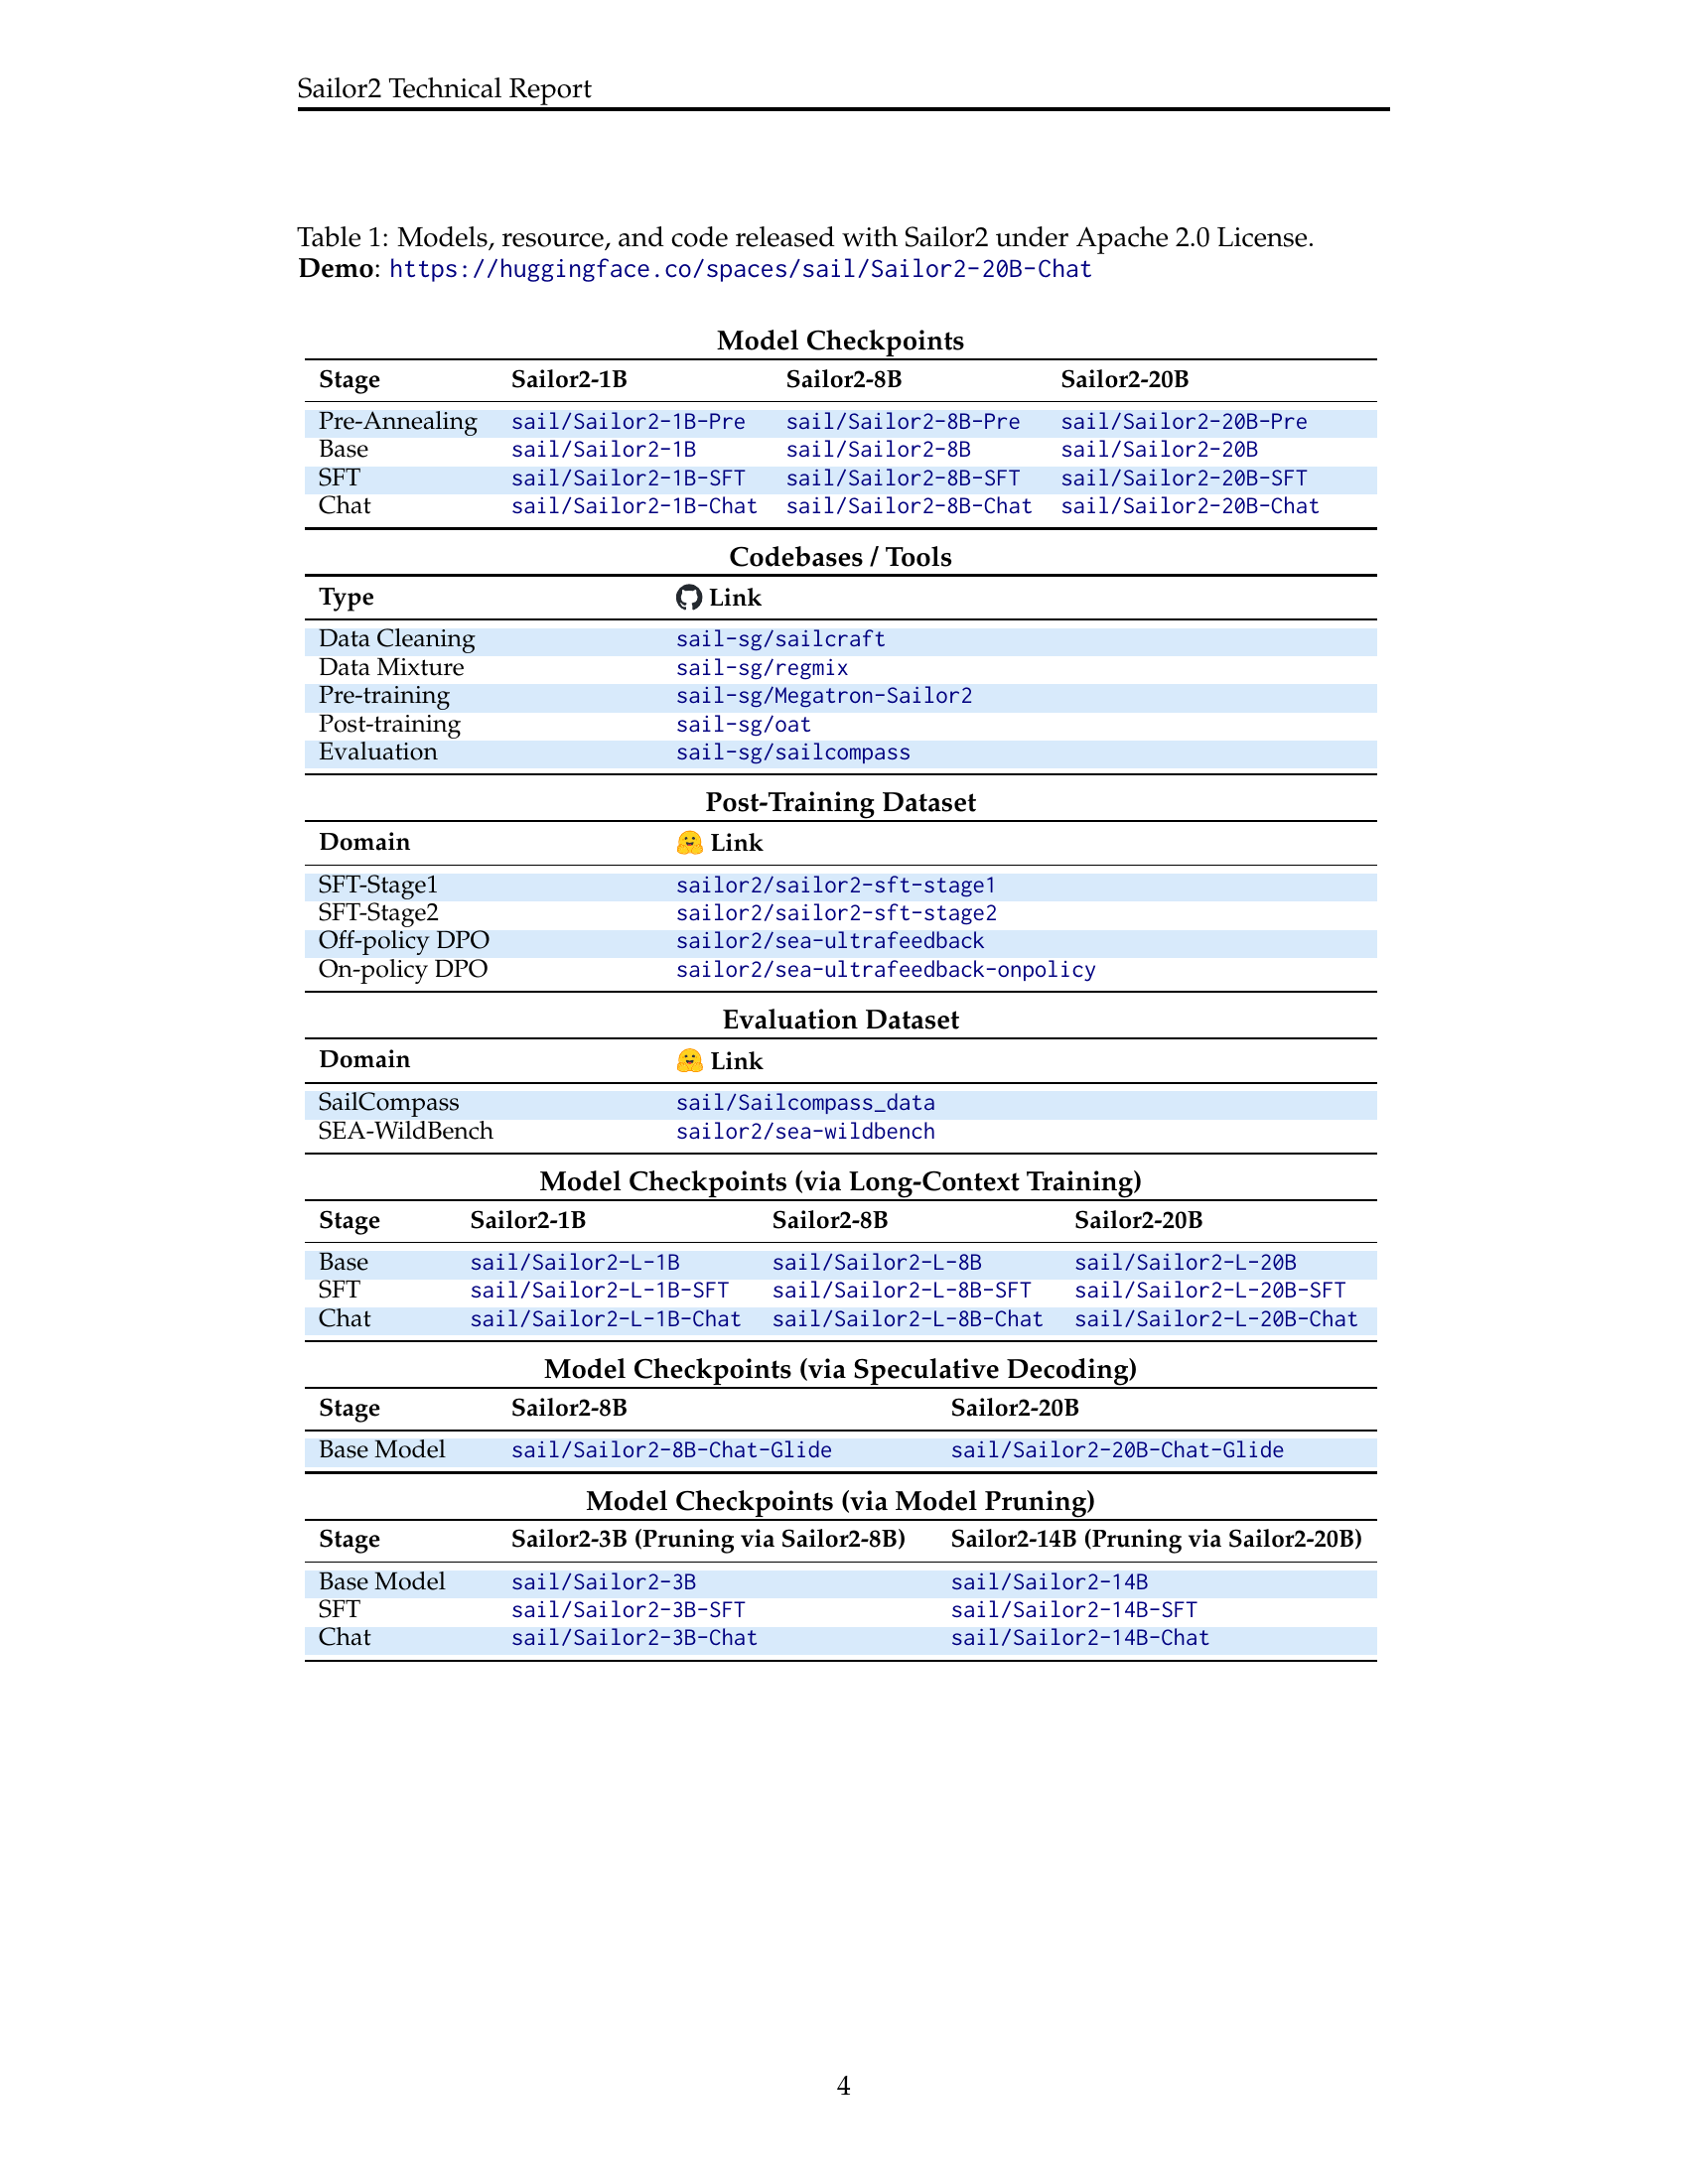 Sailor2 Technical Report
Table 1: Models, resource, and code released with Sailor2 under Apache 2.0 License.
Demo: https://huggingface.co/spaces/sail/Sailor2-20B-Chat
Model Checkpoints
Stage Sailor2-1B Sailor2-8B Sailor2-20B
Pre-Annealing sail/Sailor2-1B-Pre sail/Sailor2-8B-Pre sail/Sailor2-20B-Pre
Base sail/Sailor2-1B sail/Sailor2-8B sail/Sailor2-20B
SFT sail/Sailor2-1B-SFT sail/Sailor2-8B-SFT sail/Sailor2-20B-SFT
Chat sail/Sailor2-1B-Chat sail/Sailor2-8B-Chat sail/Sailor2-20B-Chat
Codebases / Tools
Type Link
Data Cleaning sail-sg/sailcraft
Data Mixture sail-sg/regmix
Pre-training sail-sg/Megatron-Sailor2
Post-training sail-sg/oat
Evaluation sail-sg/sailcompass
Post-Training Dataset
Domain Link
SFT-Stage1 sailor2/sailor2-sft-stage1
SFT-Stage2 sailor2/sailor2-sft-stage2
Off-policy DPO sailor2/sea-ultrafeedback
On-policy DPO sailor2/sea-ultrafeedback-onpolicy
Evaluation Dataset
Domain Link
SailCompass sail/Sailcompass_data
SEA-WildBench sailor2/sea-wildbench
Model Checkpoints (via Long-Context Training)
Stage Sailor2-1B Sailor2-8B Sailor2-20B
Base sail/Sailor2-L-1B sail/Sailor2-L-8B sail/Sailor2-L-20B
SFT sail/Sailor2-L-1B-SFT sail/Sailor2-L-8B-SFT sail/Sailor2-L-20B-SFT
Chat sail/Sailor2-L-1B-Chat sail/Sailor2-L-8B-Chat sail/Sailor2-L-20B-Chat
Model Checkpoints (via Speculative Decoding)
Stage Sailor2-8B Sailor2-20B
Base Model sail/Sailor2-8B-Chat-Glide sail/Sailor2-20B-Chat-Glide
Model Checkpoints (via Model Pruning)
Stage Sailor2-3B (Pruning via Sailor2-8B) Sailor2-14B (Pruning via Sailor2-20B)
Base Model sail/Sailor2-3B sail/Sailor2-14B
SFT sail/Sailor2-3B-SFT sail/Sailor2-14B-SFT
Chat sail/Sailor2-3B-Chat sail/Sailor2-14B-Chat
4